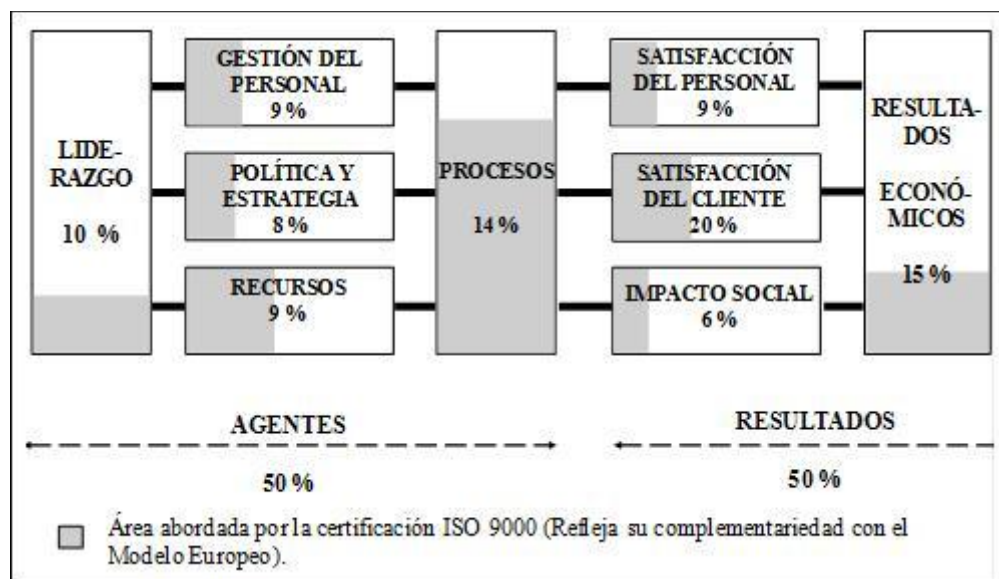 LIDE-
RAZGO
10 %
GESTIÓN DEL
PERSONAL
9 %
POLÍTICA Y
ESTRATEGIA
8 %
RECURSOS
9 %
PROCESOS
14 %
SATISFACCIÓN
DEL PERSONAL
9 %
SATISFACCIÓN
DEL CLIENTE
20 %
IMPACTO SOCIAL
6 %
RESULTA-
DOS
ECONÓ-
MICOS
15 %
AGENTES
50 %
RESULTADOS
50 %
Área abordada por la certificación ISO 9000 (Refleja su complementariedad con el
Modelo Europeo).